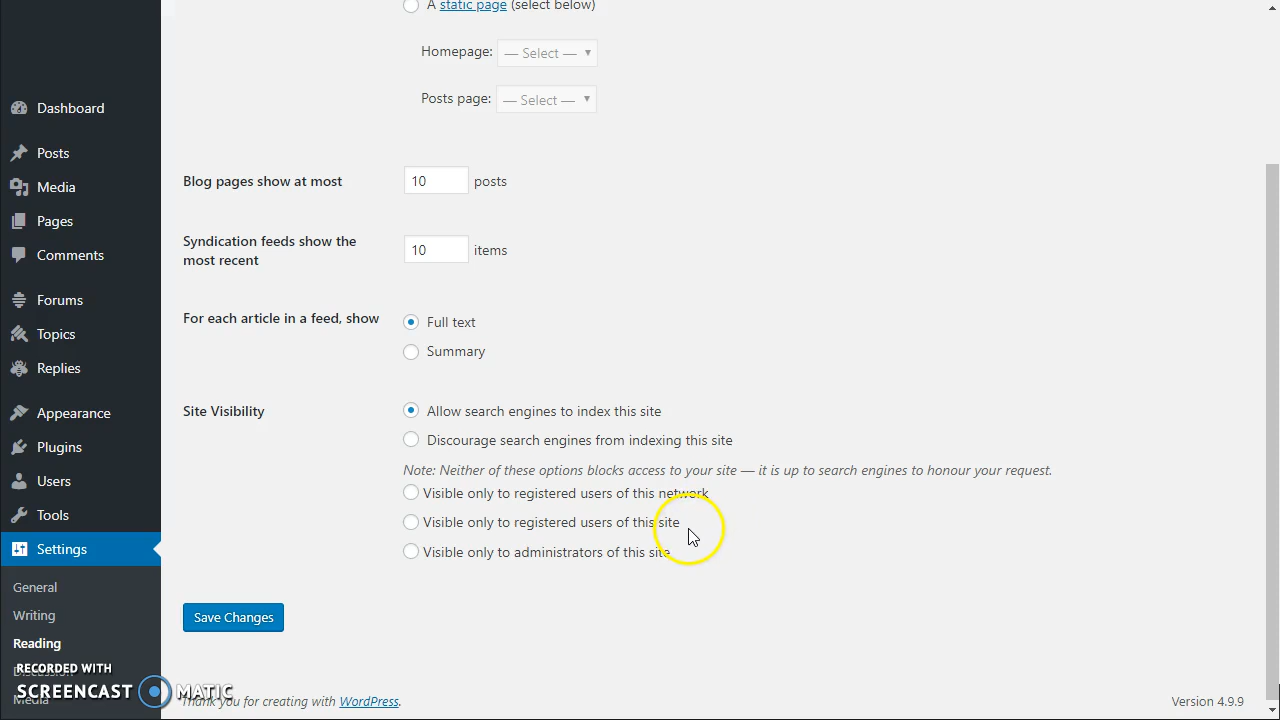 A static page (select below)
Homepage: — Select —
Posts page: — Select —
Dashboard
Posts
Media
Pages
Comments
Forums
Topics
Replies
Appearance
Plugins
Users
Tools
Settings
General
Writing
Reading
Discussion
Media
Blog pages show at most 10 posts
Syndication feeds show the
most recent
10 items
For each article in a feed, show
Full text
Summary
Site Visibility
Allow search engines to index this site
Discourage search engines from indexing this site
Note: Neither of these options blocks access to your site — it is up to search engines to honour your request.
Visible only to registered users of this network
Visible only to registered users of this site
Visible only to administrators of this site
Save Changes
RECORDED WITH
SCREENCAST MATIC
Thank you for creating with WordPress.
Version 4.9.9